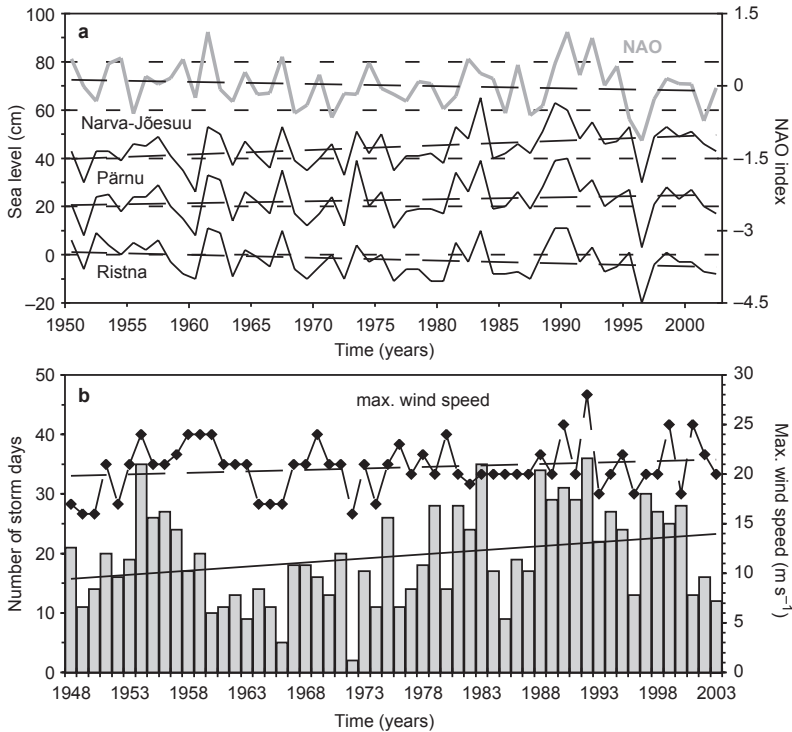 a
NAO
Narva-Jõesuu
Pärnu
Ristna
Sea level (cm)
100
80
60
40
20
0
–20
NAO index
1.5
0
–1.5
–3
–4.5
1950 1955 1960 1965 1970 1975 1980 1985 1990 1995 2000
Time (years)
b
max. wind speed
Number of storm days
50
40
30
20
10
0
Max. wind speed (m s⁻¹)
30
25
20
15
10
5
0
1948 1953 1958 1963 1968 1973 1978 1983 1988 1993 1998 2003
Time (years)